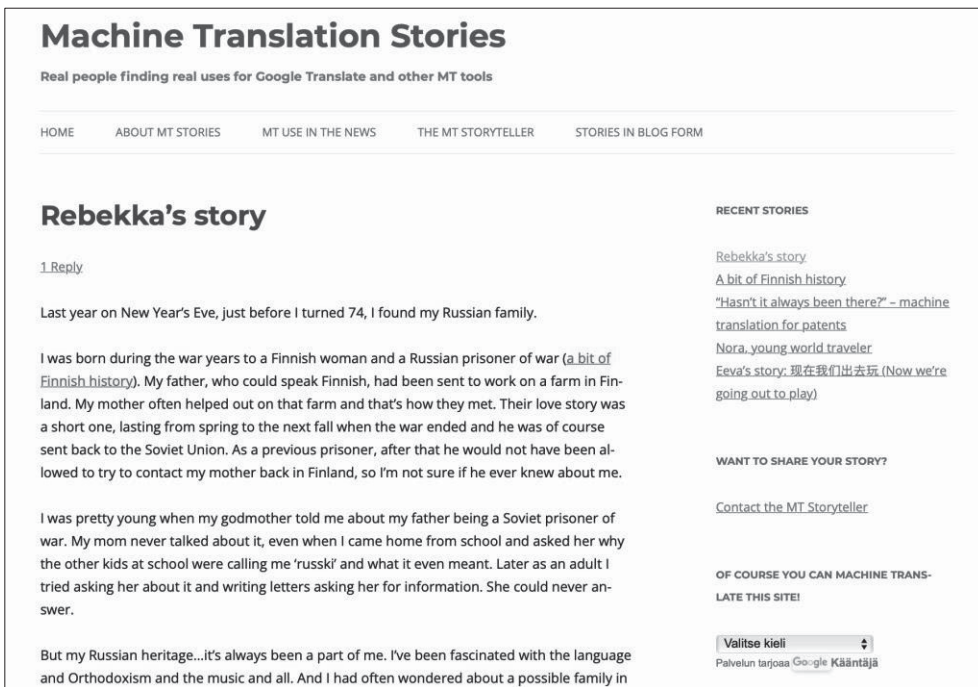 Machine Translation Stories
Real people finding real uses for Google Translate and other MT tools
HOME ABOUT MT STORIES MT USE IN THE NEWS THE MT STORYTELLER STORIES IN BLOG FORM
Rebekka's story
1 Reply
Last year on New Year's Eve, just before I turned 74, I found my Russian family.
I was born during the war years to a Finnish woman and a Russian prisoner of war (a bit of
Finnish history). My father, who could speak Finnish, had been sent to work on a farm in Fin-
land. My mother often helped out on that farm and that's how they met. Their love story was
a short one, lasting from spring to the next fall when the war ended and he was of course
sent back to the Soviet Union. As a previous prisoner, after that he would not have been al-
lowed to try to contact my mother back in Finland, so I'm not sure if he ever knew about me.
I was pretty young when my godmother told me about my father being a Soviet prisoner of
war. My mom never talked about it, even when I came home from school and asked her why
the other kids at school were calling me 'russki' and what it even meant. Later as an adult I
tried asking her about it and writing letters asking her for information. She could never an-
swer.
But my Russian heritage...it's always been a part of me. I've been fascinated with the language
and Orthodoxism and the music and all. And I had often wondered about a possible family in
RECENT STORIES
Rebekka's story
A bit of Finnish history
"Hasn't it always been there?" – machine
translation for patents
Nora, young world traveler
Eeva's story: 现在我们出去玩 (Now we're
going out to play)
WANT TO SHARE YOUR STORY?
Contact the MT Storyteller
OF COURSE YOU CAN MACHINE TRANS-
LATE THIS SITE!
Valitse kieli
Palvelun tarjoaa Google Kääntäjä